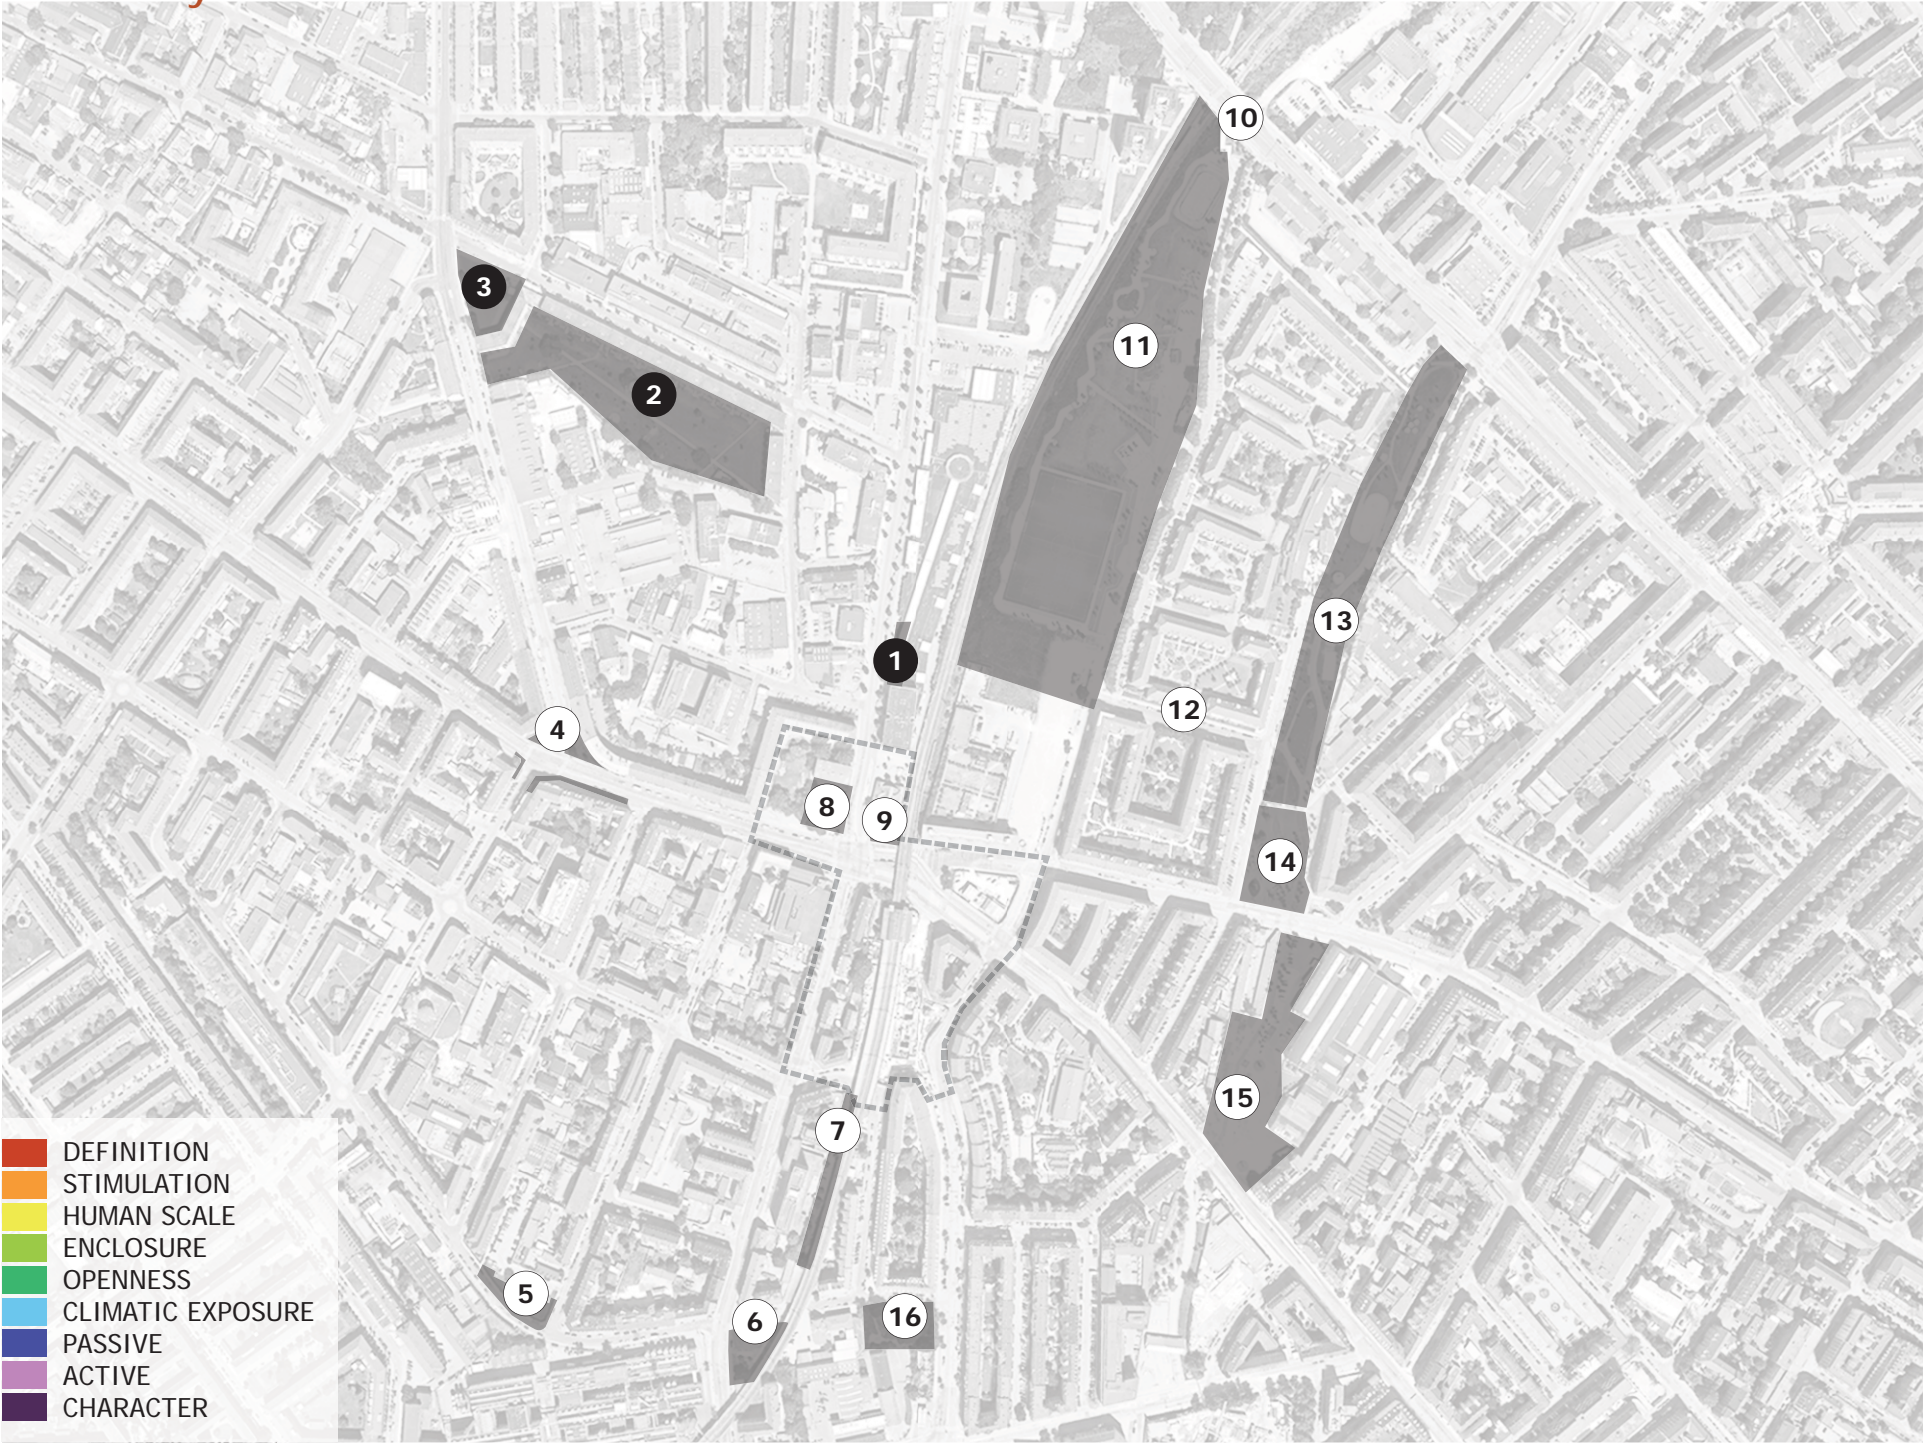 10
3
11
2
13
1
12
4
8
9
14
15
7
5
6
16
DEFINITION
STIMULATION
HUMAN SCALE
ENCLOSURE
OPENNESS
CLIMATIC EXPOSURE
PASSIVE
ACTIVE
CHARACTER